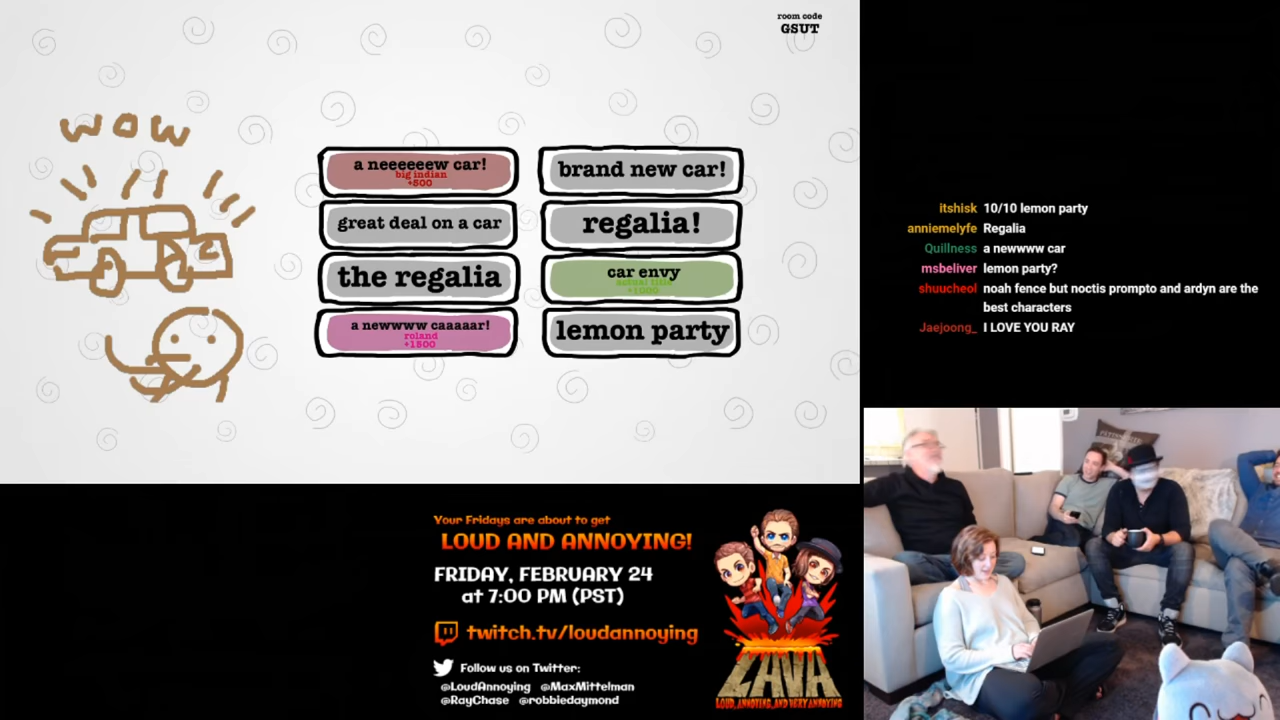 room code
GSUT
WOW
a neeeeeew car!
big indian
+500
brand new car!
great deal on a car
regalia!
the regalia
car envy
actual title
+1000
a newwww caaaaar!
roland
+1500
lemon party
itshisk 10/10 lemon party
anniemelyfe Regalia
Quillness a newwww car
msbeliver lemon party?
shuucheol noah fence but noctis prompto and ardyn are the
best characters
Jaejoong_ I LOVE YOU RAY
Your Fridays are about to get
LOUD AND ANNOYING!
FRIDAY, FEBRUARY 24
at 7:00 PM (PST)
twitch.tv/loudannoying
Follow us on Twitter:
@LoudAnnoying @MaxMittelman
@RayChase @robbiedaymond
LAVA
LOUD, ANNOYING, AND VERY ANNOYING